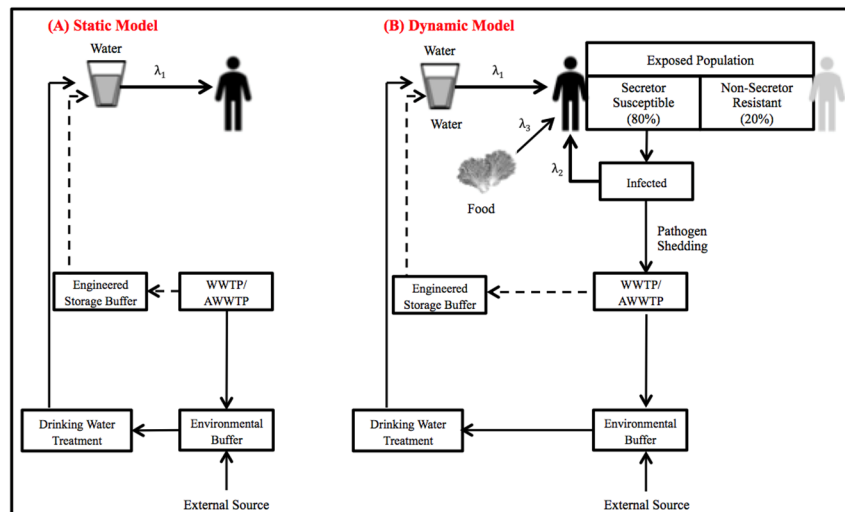 (A) Static Model
Water
λ1
Engineered
Storage Buffer
WWTP/
AWWTP
Drinking Water
Treatment
Environmental
Buffer
External Source
(B) Dynamic Model
Water
λ1
Water
Exposed Population
Secretor
Susceptible
(80%)
Non-Secretor
Resistant
(20%)
λ3
λ2
Food
Infected
Pathogen
Shedding
Engineered
Storage Buffer
WWTP/
AWWTP
Drinking Water
Treatment
Environmental
Buffer
External Source